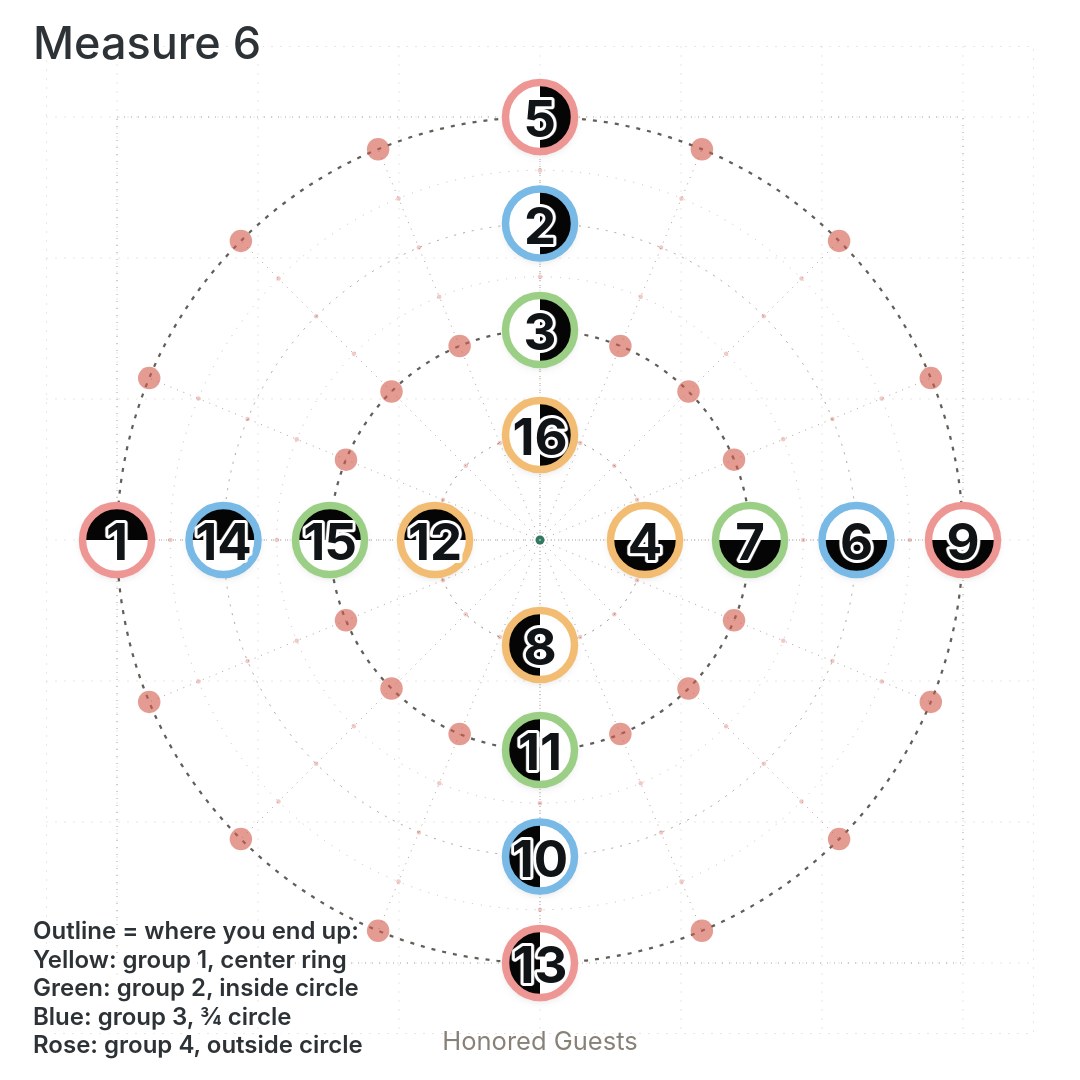 Measure 6
5
2
3
16
1 14 15 12 4 7 6 9
8
11
10
13
Outline = where you end up:
Yellow: group 1, center ring
Green: group 2, inside circle
Blue: group 3, ¾ circle
Rose: group 4, outside circle
Honored Guests